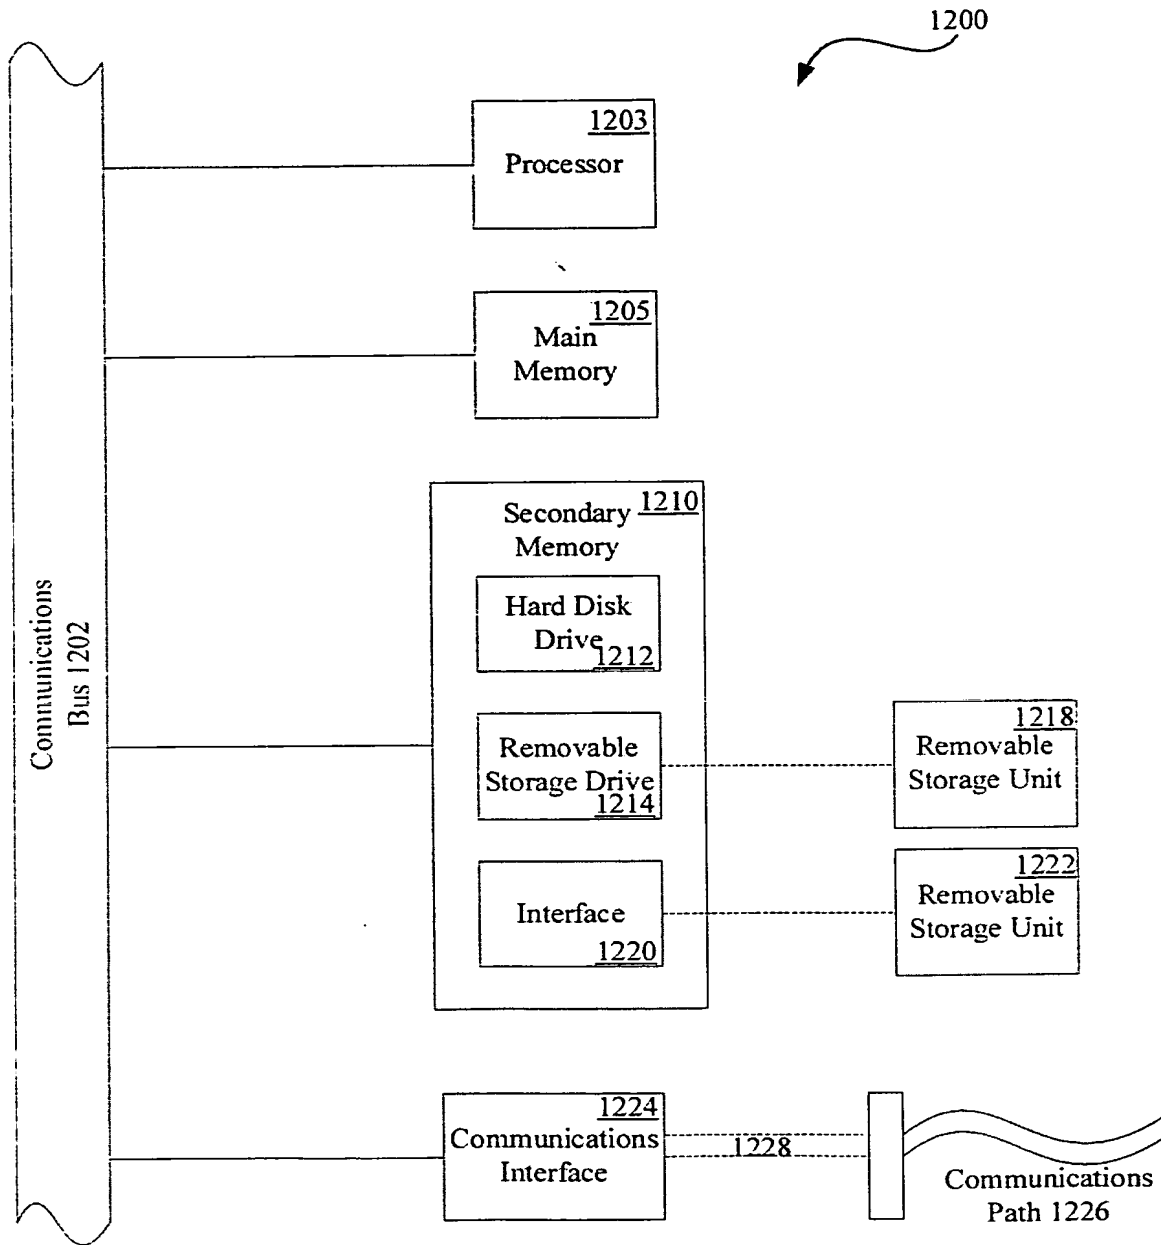 1200
1203
Processor
1205
Main
Memory
1210
Secondary
Memory
Hard Disk
Drive
1212
Removable
Storage Drive
1214
1218
Removable
Storage Unit
Interface
1220
1222
Removable
Storage Unit
Communications
Bus 1202
1224
Communications
Interface
1228
Communications
Path 1226